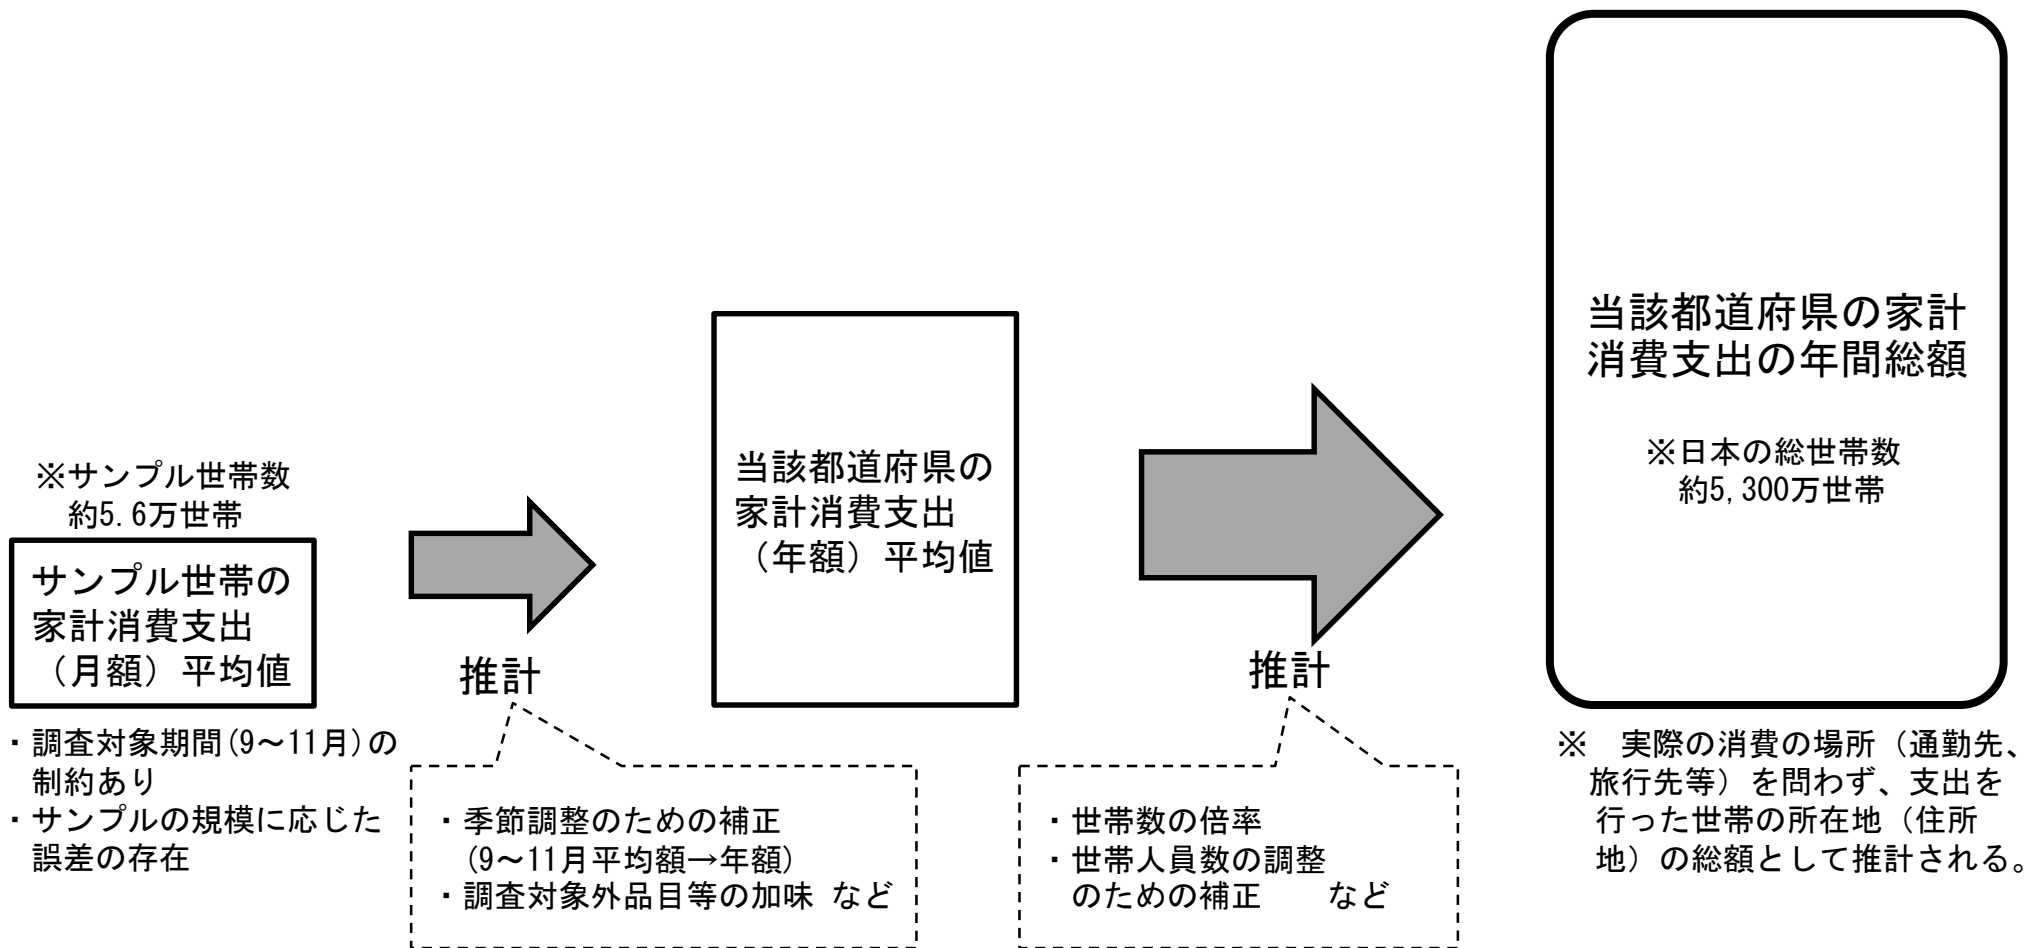 ※サンプル世帯数
約5.6万世帯
サンプル世帯の
家計消費支出
（月額）平均値
・調査対象期間(9～11月)の
制約あり
・サンプルの規模に応じた
誤差の存在
推計
・季節調整のための補正
(9～11月平均額→年額)
・調査対象外品目等の加味 など
当該都道府県の
家計消費支出
（年額）平均値
推計
・世帯数の倍率
・世帯人員数の調整
のための補正　　など
当該都道府県の家計
消費支出の年間総額
※日本の総世帯数
約5,300万世帯
※　実際の消費の場所（通勤先、
旅行先等）を問わず、支出を
行った世帯の所在地（住所
地）の総額として推計される。